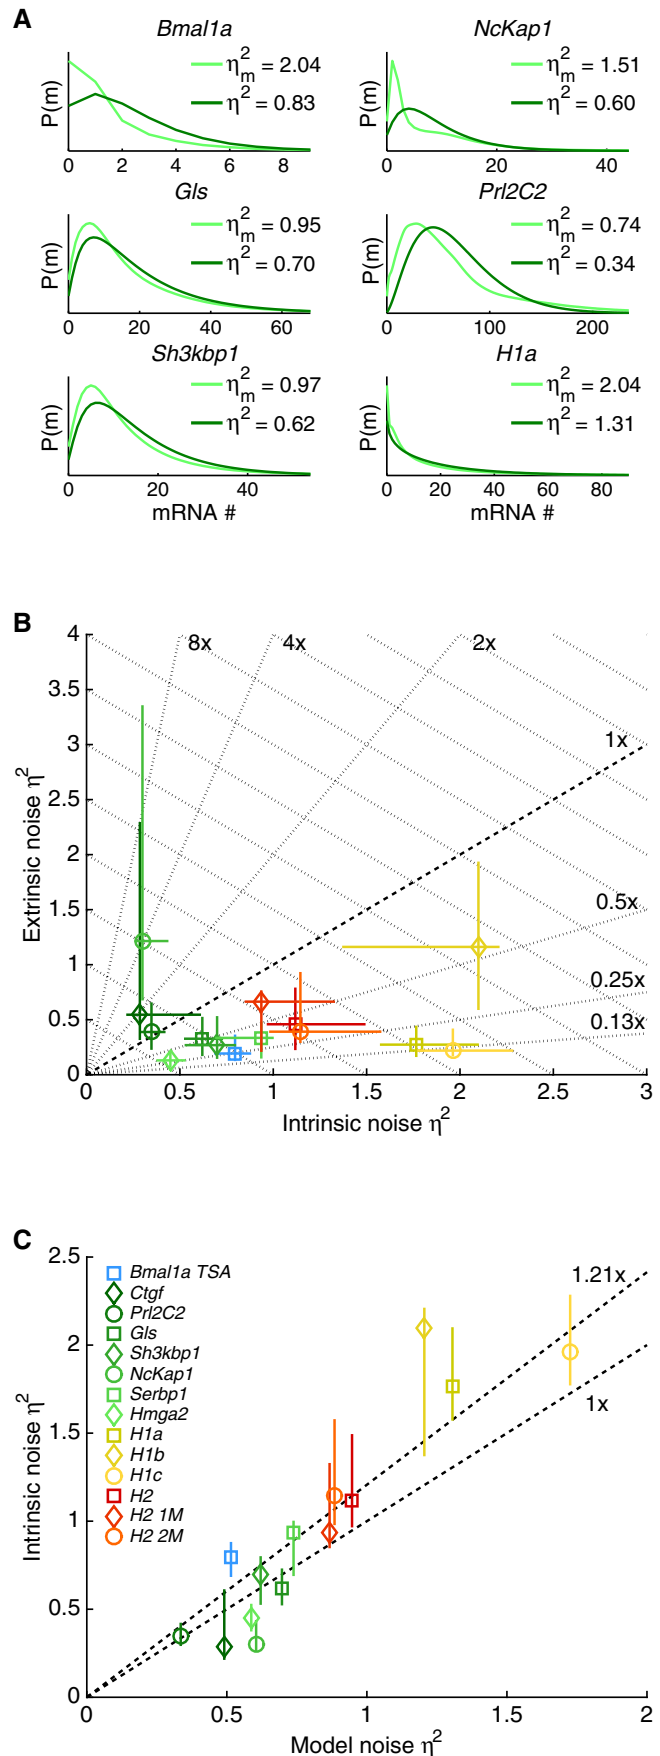 A
Bmal1a
P(m)
η²m = 2.04
η² = 0.83
0 2 4 6 8
NcKap1
P(m)
η²m = 1.51
η² = 0.60
0 20 40
Gls
P(m)
η²m = 0.95
η² = 0.70
0 20 40 60
Prl2C2
P(m)
η²m = 0.74
η² = 0.34
0 100 200
Sh3kbp1
P(m)
η²m = 0.97
η² = 0.62
0 20 40
mRNA #
H1a
P(m)
η²m = 2.04
η² = 1.31
0 20 40 60 80
mRNA #
B
Extrinsic noise η²
4
3.5
3
2.5
2
1.5
1
0.5
0
8x 4x 2x
1x
0.5x
0.25x
0.13x
0 0.5 1 1.5 2 2.5 3
Intrinsic noise η²
C
Intrinsic noise η²
2.5
2
1.5
1
0.5
0
Bmal1a TSA
Ctgf
Prl2C2
Gls
Sh3kbp1
NcKap1
Serbp1
Hmga2
H1a
H1b
H1c
H2
H2 1M
H2 2M
1.21x
1x
0 0.5 1 1.5 2
Model noise η²